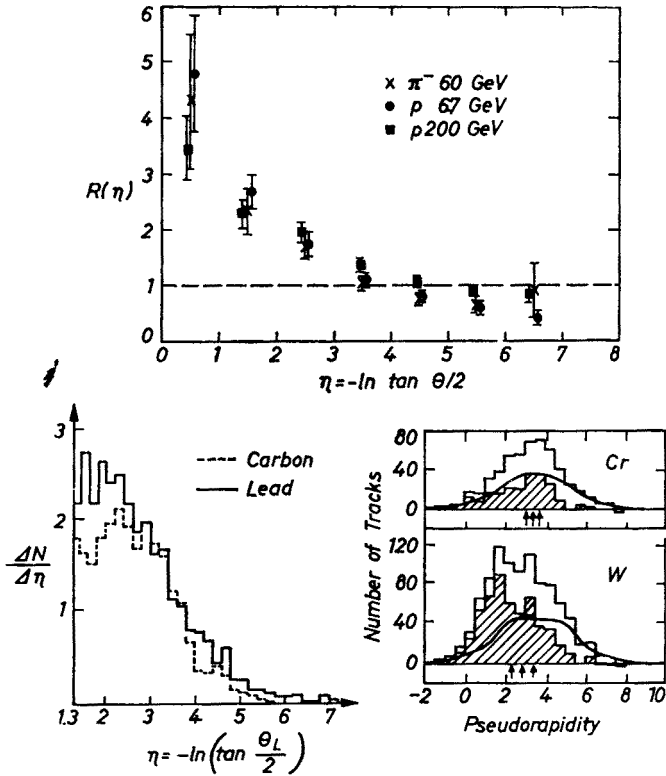 6
5
4
3
2
1
0
R(η)
× π⁻ 60 GeV
● p 67 GeV
■ p 200 GeV
0 1 2 3 4 5 6 7 8
η = -ln tan θ/2
3
2
1
ΔN
Δη
Carbon
Lead
1.3 2 3 4 5 6 7
η = -ln(tan θ_L/2)
Number of Tracks
80
40
0
Cr
120
80
40
0
W
-2 0 2 4 6 8 10
Pseudorapidity